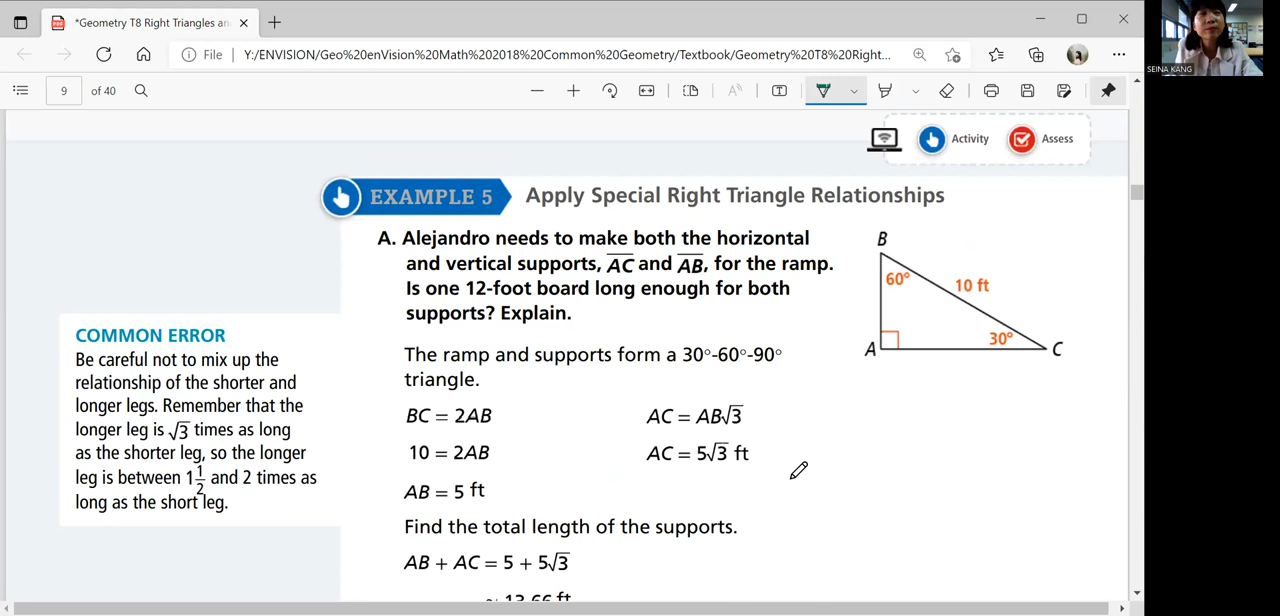 *Geometry T8 Right Triangles an
File
Y:/ENVISION/Geo%20enVision%20Math%202018%20Common%20Geometry/Textbook/Geometry%20T8%20Right...
SEINA KANG
9 of 40
Activity
Assess
EXAMPLE 5 Apply Special Right Triangle Relationships
A. Alejandro needs to make both the horizontal
and vertical supports, AC and AB, for the ramp.
Is one 12-foot board long enough for both
supports? Explain.
B
60°
10 ft
30°
A
C
The ramp and supports form a 30°-60°-90°
triangle.
BC = 2AB AC = AB√3
10 = 2AB AC = 5√3 ft
AB = 5 ft
Find the total length of the supports.
AB + AC = 5 + 5√3
≈ 13.66 ft
COMMON ERROR
Be careful not to mix up the
relationship of the shorter and
longer legs. Remember that the
longer leg is √3 times as long
as the shorter leg, so the longer
leg is between 1 1/2 and 2 times as
long as the short leg.